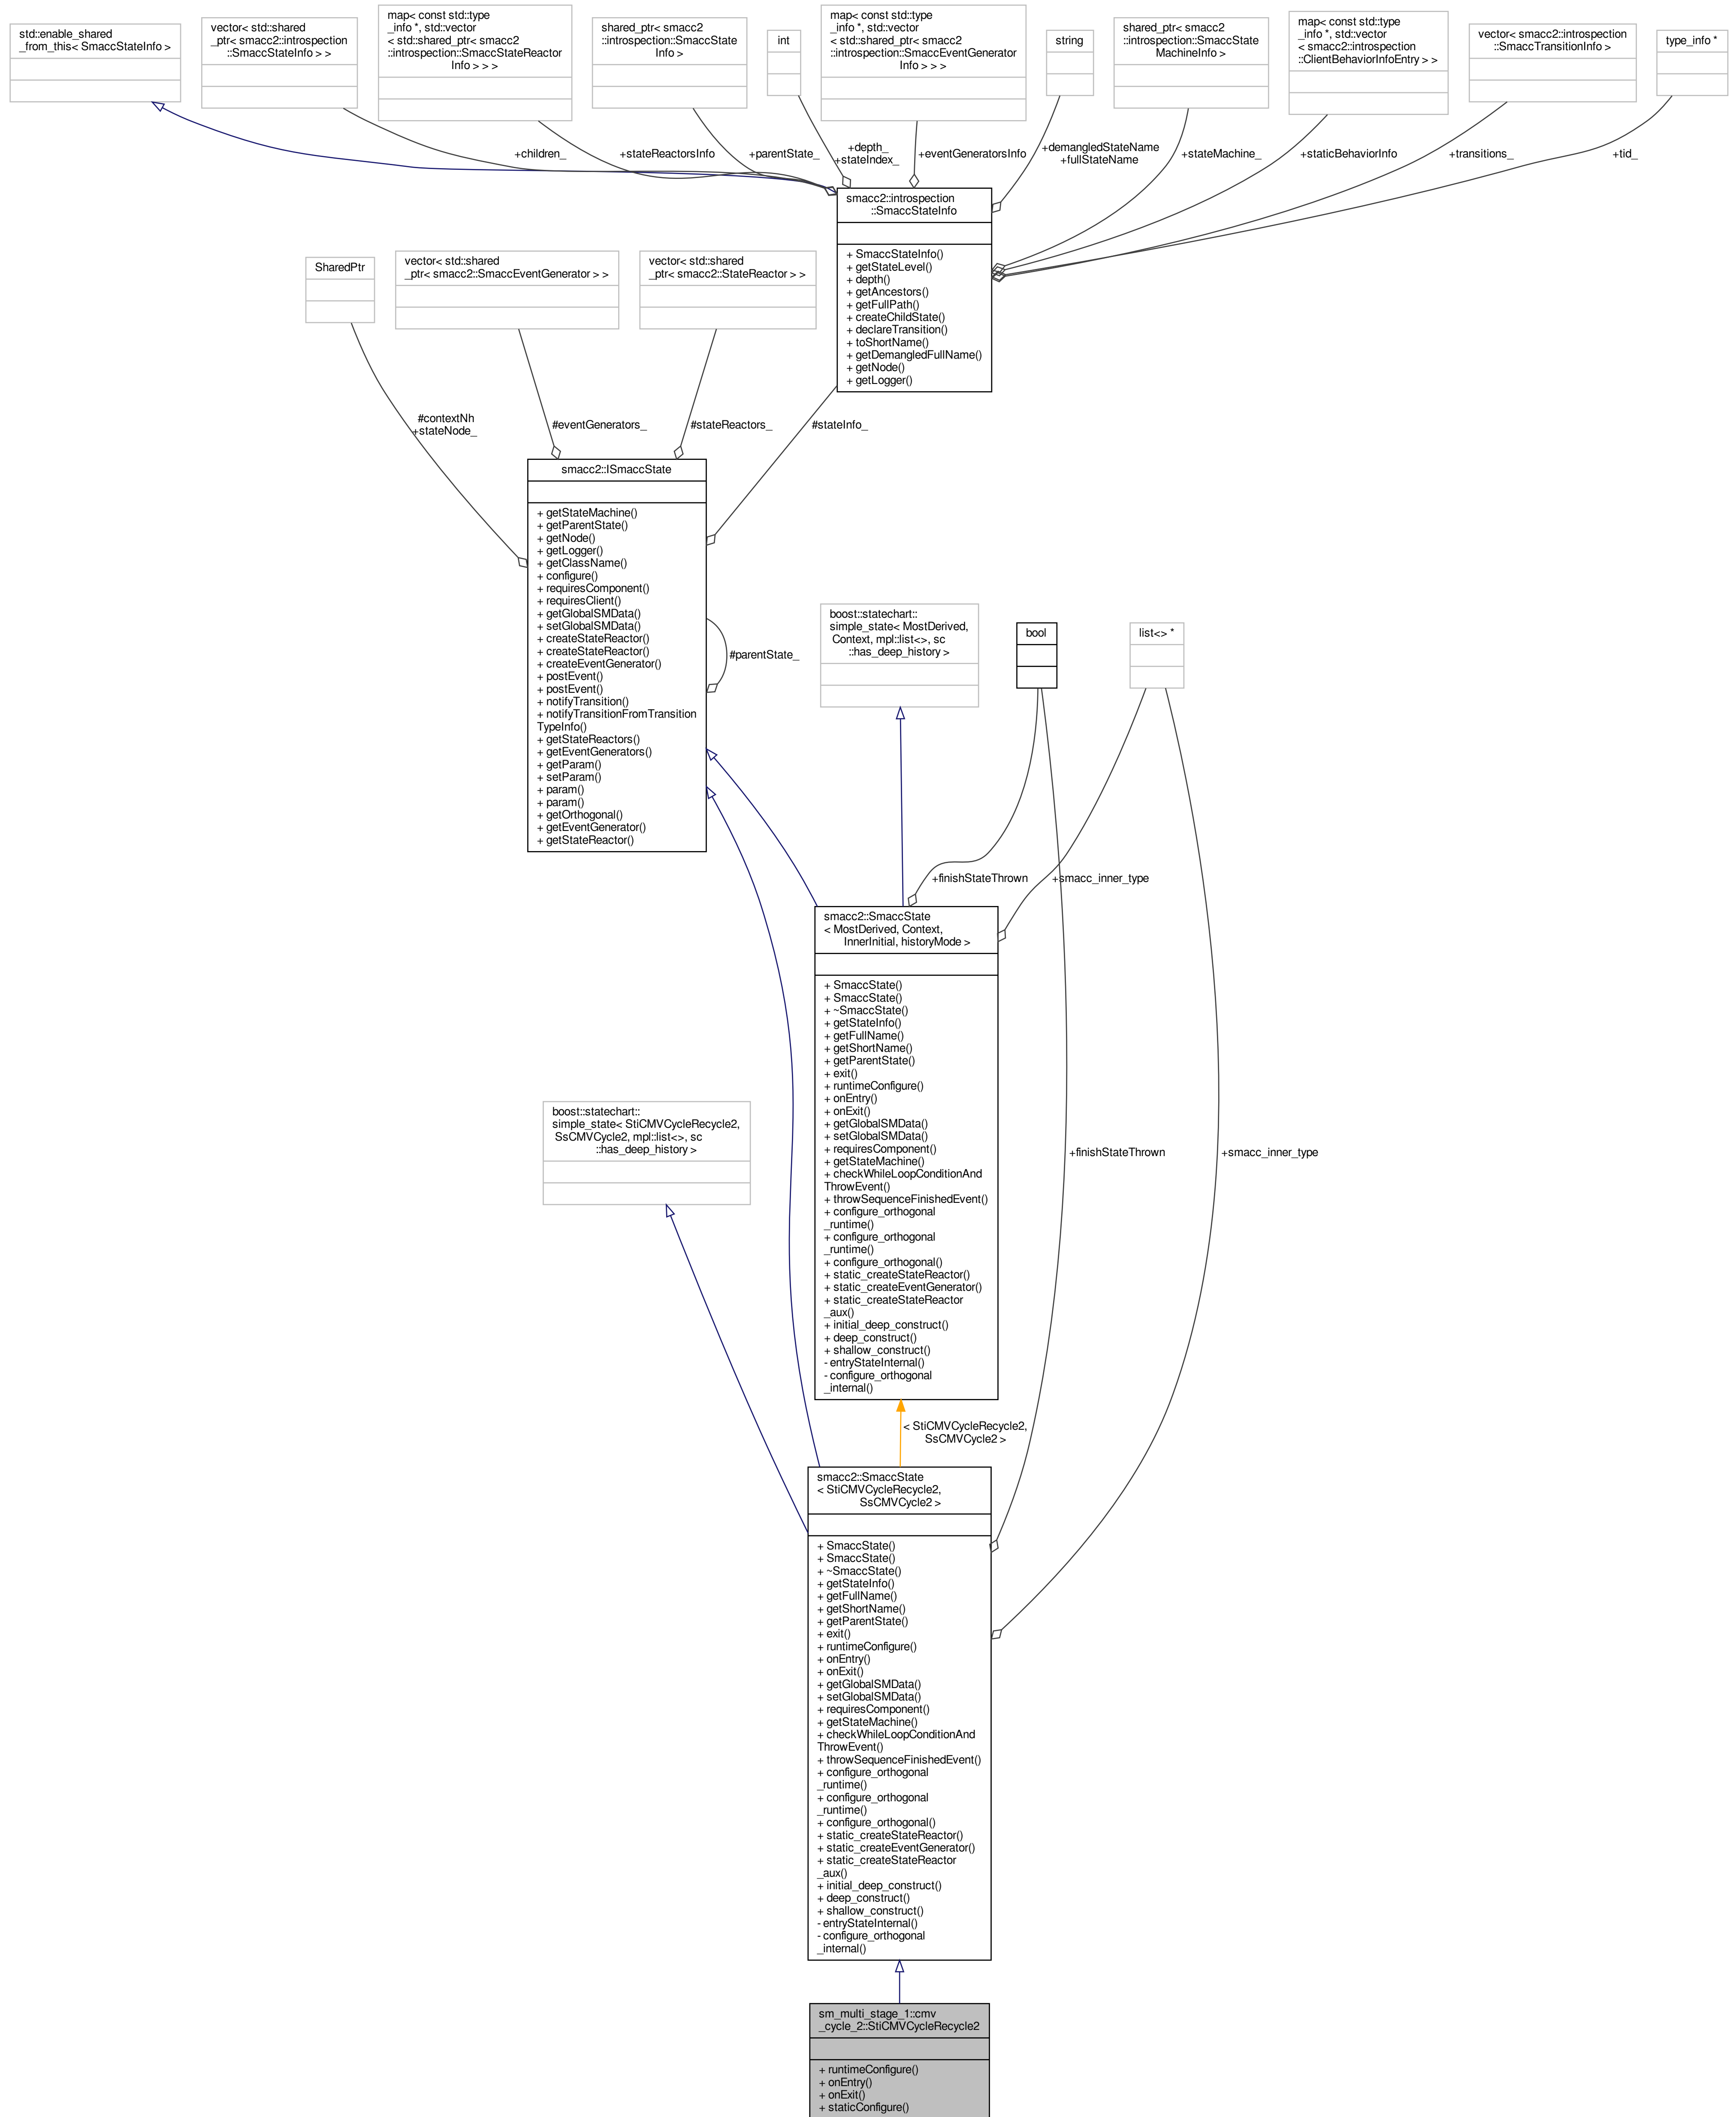 std::enable_shared
_from_this< SmaccStateInfo >
vector< std::shared
_ptr< smacc2::introspection
::SmaccStateInfo > >
map< const std::type
_info *, std::vector
< std::shared_ptr< smacc2
::introspection::SmaccStateReactor
Info > > >
shared_ptr< smacc2
::introspection::SmaccState
Info >
int
map< const std::type
_info *, std::vector
< std::shared_ptr< smacc2
::introspection::SmaccEventGenerator
Info > > >
string
shared_ptr< smacc2
::introspection::SmaccState
MachineInfo >
map< const std::type
_info *, std::vector
< smacc2::introspection
::ClientBehaviorInfoEntry > >
vector< smacc2::introspection
::SmaccTransitionInfo >
type_info *
+children_
+stateReactorsInfo
+parentState_
+depth_
+stateIndex_
+eventGeneratorsInfo
+demangledStateName
+fullStateName
+stateMachine_
+staticBehaviorInfo
+transitions_
+tid_
smacc2::introspection
::SmaccStateInfo
+ SmaccStateInfo()
+ getStateLevel()
+ depth()
+ getAncestors()
+ getFullPath()
+ createChildState()
+ declareTransition()
+ toShortName()
+ getDemangledFullName()
+ getNode()
+ getLogger()
SharedPtr
vector< std::shared
_ptr< smacc2::SmaccEventGenerator > >
vector< std::shared
_ptr< smacc2::StateReactor > >
#contextNh
+stateNode_
#eventGenerators_
#stateReactors_
#stateInfo_
smacc2::ISmaccState
+ getStateMachine()
+ getParentState()
+ getNode()
+ getLogger()
+ getClassName()
+ configure()
+ requiresComponent()
+ requiresClient()
+ getGlobalSMData()
+ setGlobalSMData()
+ createStateReactor()
+ createStateReactor()
+ createEventGenerator()
+ postEvent()
+ postEvent()
+ notifyTransition()
+ notifyTransitionFromTransition
TypeInfo()
+ getStateReactors()
+ getEventGenerators()
+ getParam()
+ setParam()
+ param()
+ param()
+ getOrthogonal()
+ getEventGenerator()
+ getStateReactor()
#parentState_
boost::statechart::
simple_state< MostDerived,
Context, mpl::list<>, sc
::has_deep_history >
bool
list<> *
+finishStateThrown
+smacc_inner_type
smacc2::SmaccState
< MostDerived, Context,
InnerInitial, historyMode >
+ SmaccState()
+ SmaccState()
+ ~SmaccState()
+ getStateInfo()
+ getFullName()
+ getShortName()
+ getParentState()
+ exit()
+ runtimeConfigure()
+ onEntry()
+ onExit()
+ getGlobalSMData()
+ setGlobalSMData()
+ requiresComponent()
+ getStateMachine()
+ checkWhileLoopConditionAnd
ThrowEvent()
+ throwSequenceFinishedEvent()
+ configure_orthogonal
_runtime()
+ configure_orthogonal
_runtime()
+ configure_orthogonal()
+ static_createStateReactor()
+ static_createEventGenerator()
+ static_createStateReactor
_aux()
+ initial_deep_construct()
+ deep_construct()
+ shallow_construct()
- entryStateInternal()
- configure_orthogonal
_internal()
boost::statechart::
simple_state< StiCMVCycleRecycle2,
SsCMVCycle2, mpl::list<>, sc
::has_deep_history >
+finishStateThrown
+smacc_inner_type
< StiCMVCycleRecycle2,
SsCMVCycle2 >
smacc2::SmaccState
< StiCMVCycleRecycle2,
SsCMVCycle2 >
+ SmaccState()
+ SmaccState()
+ ~SmaccState()
+ getStateInfo()
+ getFullName()
+ getShortName()
+ getParentState()
+ exit()
+ runtimeConfigure()
+ onEntry()
+ onExit()
+ getGlobalSMData()
+ setGlobalSMData()
+ requiresComponent()
+ getStateMachine()
+ checkWhileLoopConditionAnd
ThrowEvent()
+ throwSequenceFinishedEvent()
+ configure_orthogonal
_runtime()
+ configure_orthogonal
_runtime()
+ configure_orthogonal()
+ static_createStateReactor()
+ static_createEventGenerator()
+ static_createStateReactor
_aux()
+ initial_deep_construct()
+ deep_construct()
+ shallow_construct()
- entryStateInternal()
- configure_orthogonal
_internal()
sm_multi_stage_1::cmv
_cycle_2::StiCMVCycleRecycle2
+ runtimeConfigure()
+ onEntry()
+ onExit()
+ staticConfigure()